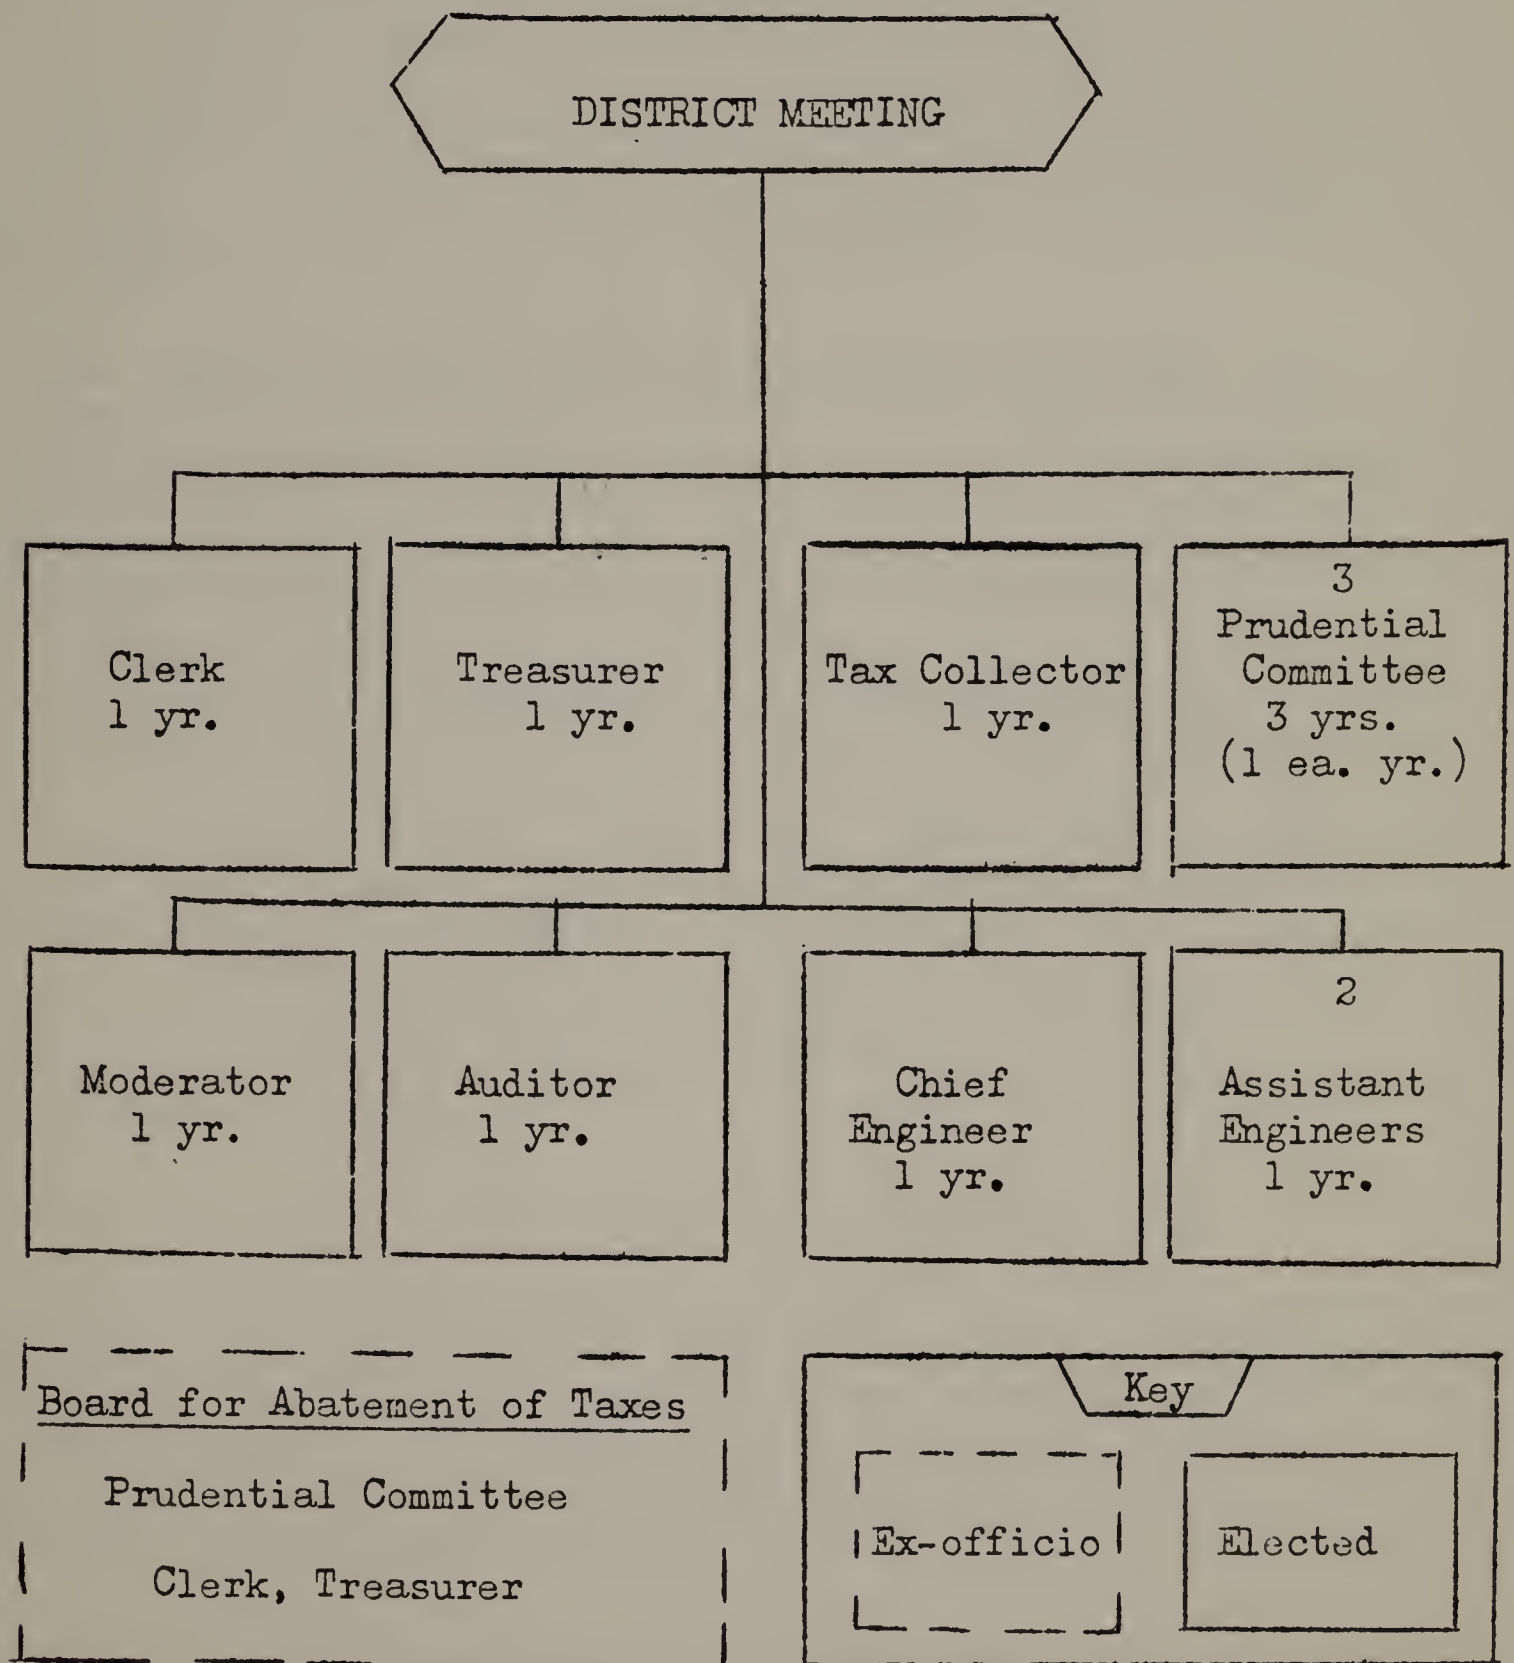 DISTRICT MEETING
Clerk
1 yr.
Treasurer
1 yr.
Tax Collector
1 yr.
3
Prudential
Committee
3 yrs.
(1 ea. yr.)
Moderator
1 yr.
Auditor
1 yr.
Chief
Engineer
1 yr.
2
Assistant
Engineers
1 yr.
Board for Abatement of Taxes
Prudential Committee
Clerk, Treasurer
Key
Ex-officio
Elected